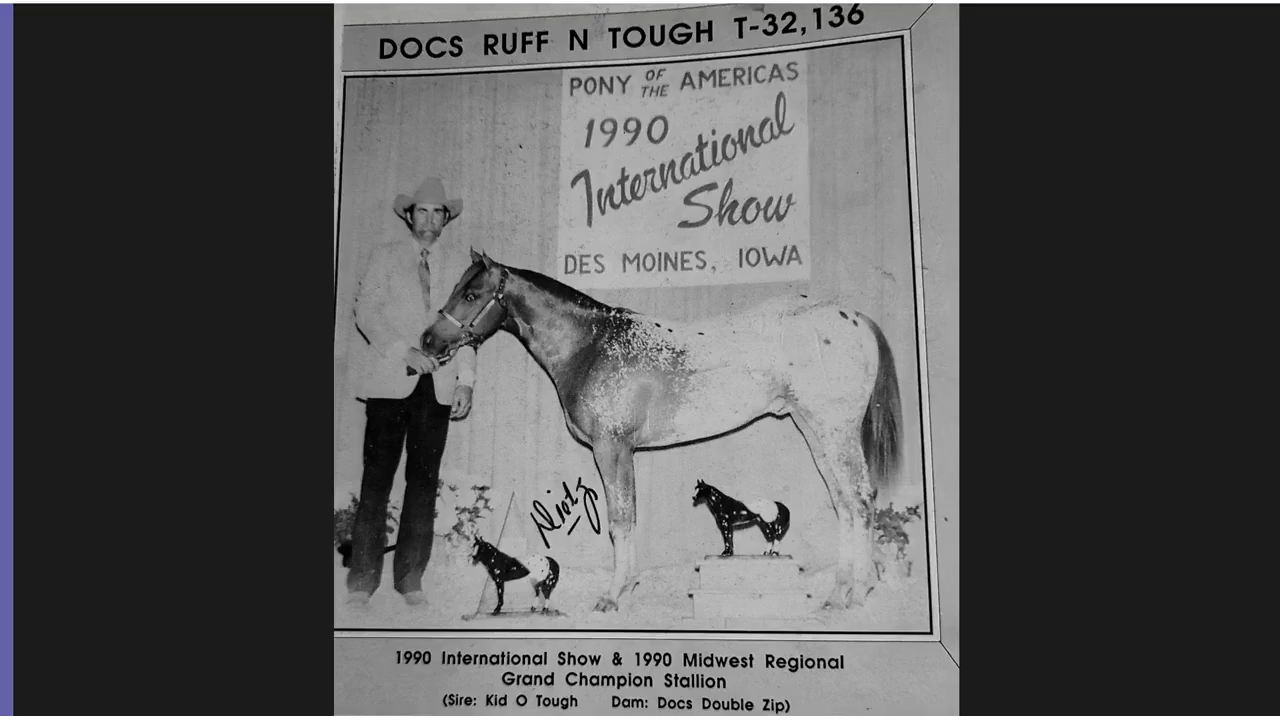 DOCS RUFF N TOUGH T-32,136
PONY OF THE AMERICAS
1990
International
Show
DES MOINES, IOWA
1990 International Show & 1990 Midwest Regional
Grand Champion Stallion
(Sire: Kid O Tough Dam: Docs Double Zip)